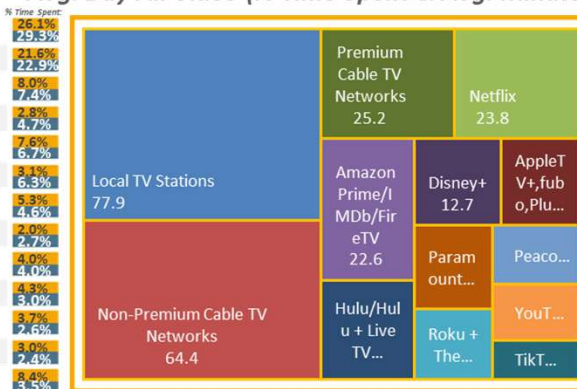 % Time Spent:
26.1%
29.3%
21.6%
22.9%
8.0%
7.4%
2.8%
4.7%
7.6%
6.7%
3.1%
6.3%
5.3%
4.6%
2.0%
2.7%
4.0%
4.0%
4.3%
3.0%
3.7%
2.6%
3.0%
2.4%
8.4%
3.5%
Local TV Stations
77.9
Non-Premium Cable TV
Networks
64.4
Premium
Cable TV
Networks
25.2
Netflix
23.8
Amazon
Prime/I
MDb/Fir
eTV
22.6
Disney+
12.7
AppleT
V+,fub
o,Plu...
Param
ount...
Peaco...
Hulu/Hul
u + Live
TV...
Roku +
The...
YouT...
TikT...